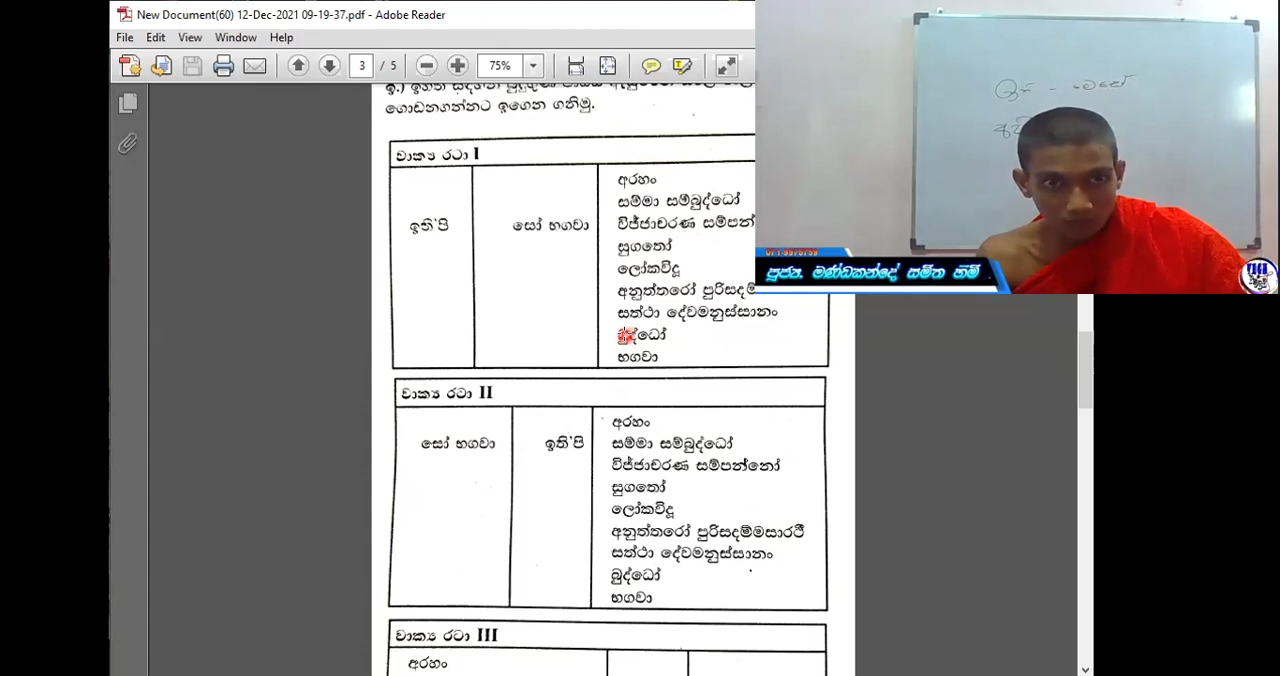 New Document(60) 12-Dec-2021 09-19-37.pdf - Adobe Reader
File Edit View Window Help
3 / 5 75%
ගොඩනගන්නට ඉගෙන ගනිමු.
වාක්‍ය රටා I
ඉති'පි
සෝ භගවා
අරහං
සම්මා සම්බුද්ධෝ
විජ්ජාචරණ සම්පන්
සුගතෝ
ලෝකවිදූ
අනුත්තරෝ පුරිසදම්
සත්ථා දේවමනුස්සානං
බුද්ධෝ
භගවා
වාක්‍ය රටා II
සෝ භගවා
ඉති'පි
අරහං
සම්මා සම්බුද්ධෝ
විජ්ජාචරණ සම්පන්නෝ
සුගතෝ
ලෝකවිදූ
අනුත්තරෝ පුරිසදම්මසාරථී
සත්ථා දේවමනුස්සානං
බුද්ධෝ
භගවා
වාක්‍ය රටා III
අරහං
071-9975759
පූජ්‍ය. මණ්ඩකන්දේ සමිත හිමි